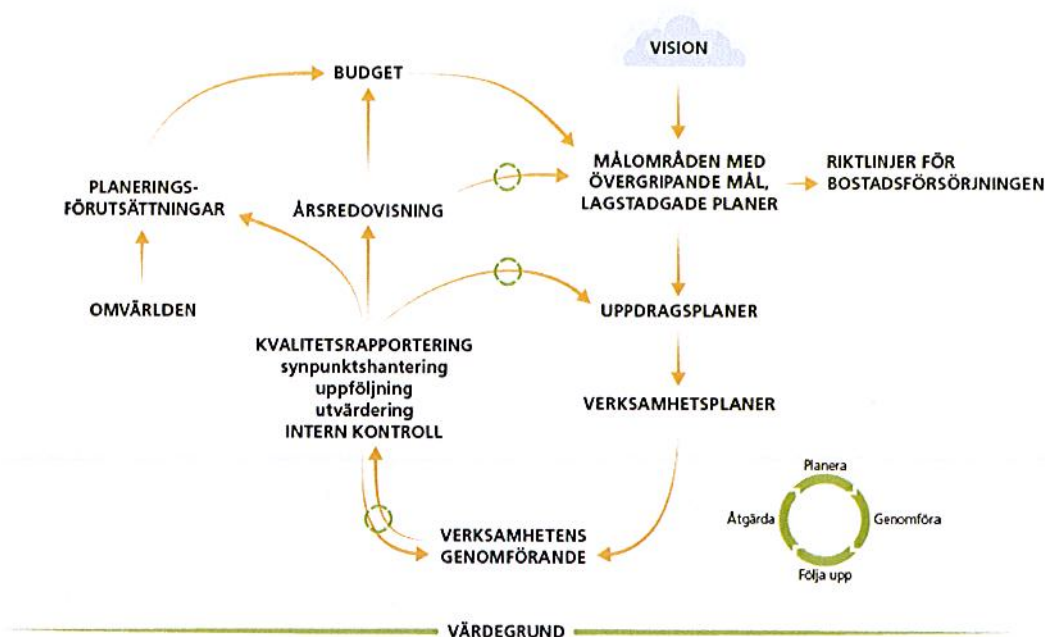 VISION
BUDGET
MÅLOMRÅDEN MED
ÖVERGRIPANDE MÅL,
LAGSTADGADE PLANER
RIKTLINJER FÖR
BOSTADSFÖRSÖRJNINGEN
PLANERINGS-
FÖRUTSÄTTNINGAR
ÅRSREDOVISNING
OMVÄRLDEN
UPPDRAGSPLANER
KVALITETSRAPPORTERING
synpunktshantering
uppföljning
utvärdering
INTERN KONTROLL
VERKSAMHETSPLANER
Planera
Åtgärda
Genomföra
Följa upp
VERKSAMHETENS
GENOMFÖRANDE
VÄRDEGRUND